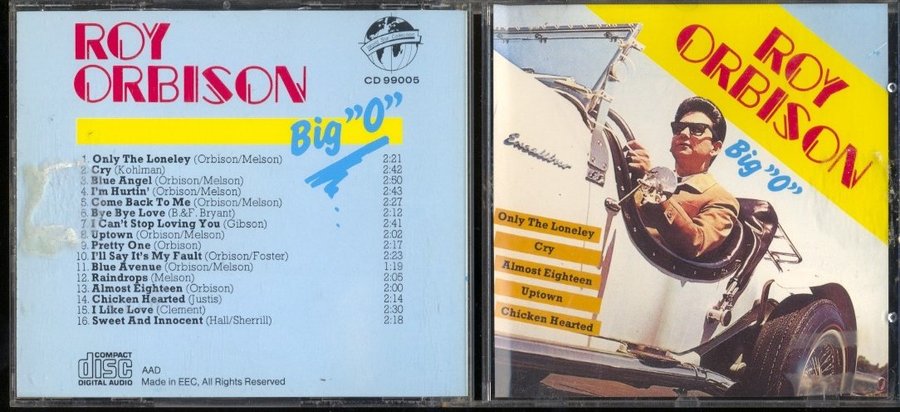 ROY
ORBISON
CD 99005
Big "O"
1. Only The Loneley (Orbison/Melson) 2:21
2. Cry (Kohlman) 2:42
3. Blue Angel (Orbison/Melson) 2:50
4. I'm Hurtin' (Orbison/Melson) 2:43
5. Come Back To Me (Orbison/Melson) 2:27
6. Bye Bye Love (B.&F. Bryant) 2:12
7. I Can't Stop Loving You (Gibson) 2:41
8. Uptown (Orbison/Melson) 2:02
9. Pretty One (Orbison) 2:17
10. I'll Say It's My Fault (Orbison/Foster) 2:23
11. Blue Avenue (Orbison/Melson) 1:19
12. Raindrops (Melson) 2:05
13. Almost Eighteen (Orbison) 2:00
14. Chicken Hearted (Justis) 2:14
15. I Like Love (Clement) 2:30
16. Sweet And Innocent (Hall/Sherrill) 2:18
COMPACT
disc
DIGITAL AUDIO
AAD
Made in EEC, All Rights Reserved
ROY
ORBISON
Big "O"
Excalibur
Only The Loneley
Cry
Almost Eighteen
Uptown
Chicken Hearted